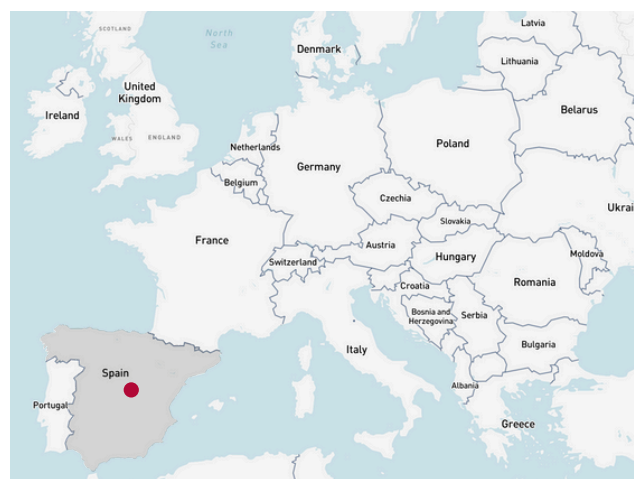 SCOTLAND
North
Sea
Denmark
Latvia
Lithuania
United
Kingdom
Ireland
Belarus
WALES
ENGLAND
Netherlands
Poland
Germany
Belgium
Czechia
Ukrai
Slovakia
France
Austria
Hungary
Moldova
Switzerland
Croatia
Romania
Bosnia and
Herzegovina
Serbia
Italy
Bulgaria
Spain
Albania
Portugal
Greece